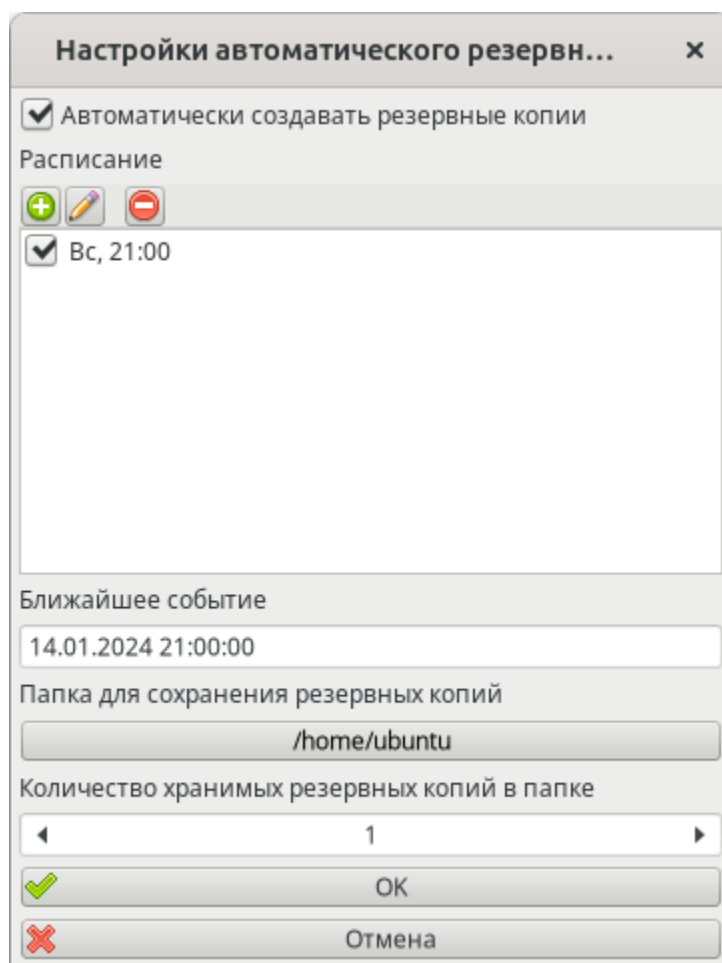 Настройки автоматического резервн...
Автоматически создавать резервные копии
Расписание
Вс, 21:00
Ближайшее событие
14.01.2024 21:00:00
Папка для сохранения резервных копий
/home/ubuntu
Количество хранимых резервных копий в папке
1
OK
Отмена